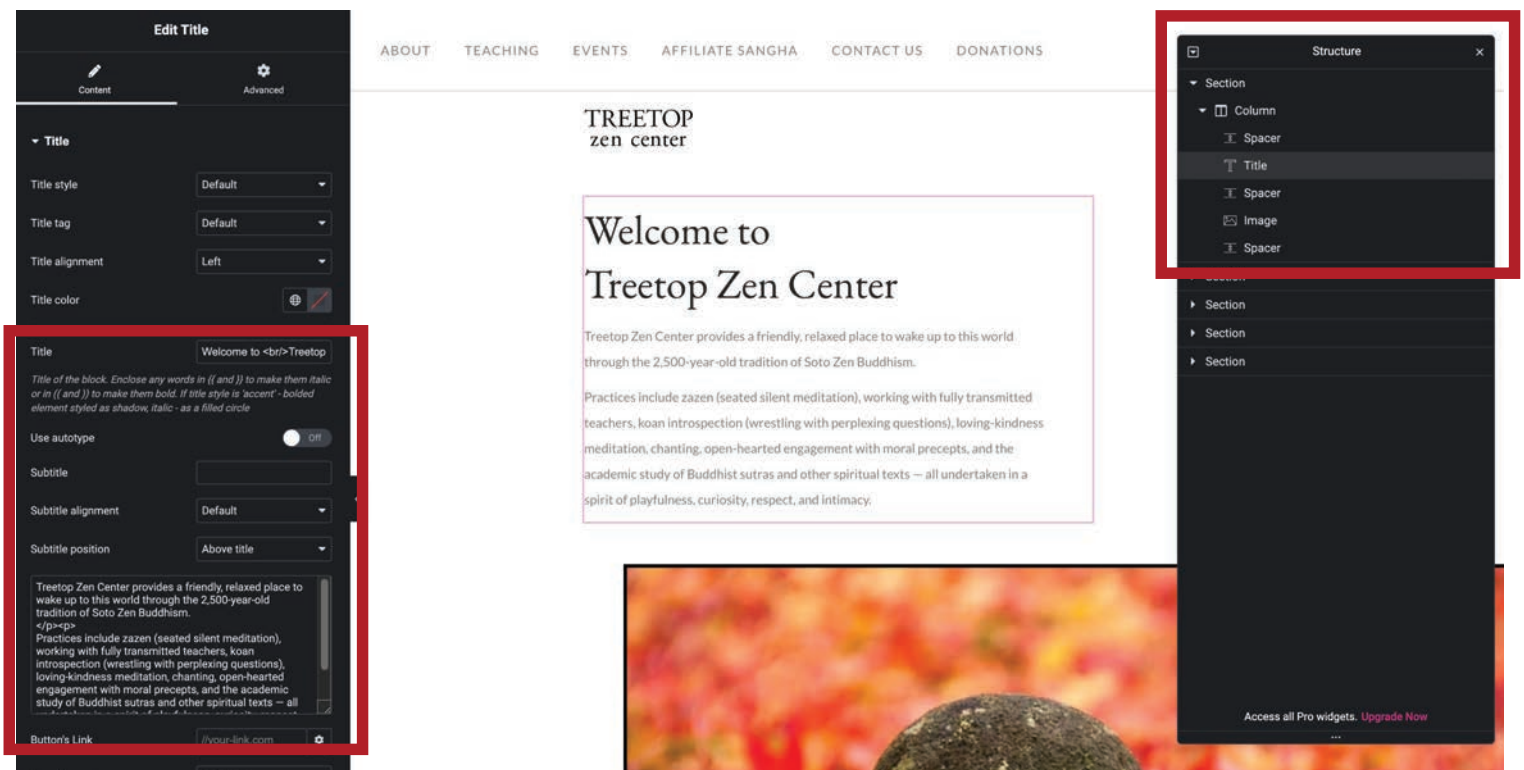 Edit Title
Content
Advanced
Title
Title style Default
Title tag Default
Title alignment Left
Title color
Title Welcome to <br/>Treetop
Title of the block. Enclose any words in {{ and }} to make them italic
or in (( and )) to make them bold. If title style is 'accent' - bolded
element styled as shadow, italic - as a filled circle
Use autotype Off
Subtitle
Subtitle alignment Default
Subtitle position Above title
Treetop Zen Center provides a friendly, relaxed place to
wake up to this world through the 2,500-year-old
tradition of Soto Zen Buddhism.
</p><p>
Practices include zazen (seated silent meditation),
working with fully transmitted teachers, koan
introspection (wrestling with perplexing questions),
loving-kindness meditation, chanting, open-hearted
engagement with moral precepts, and the academic
study of Buddhist sutras and other spiritual texts — all
Button's Link //your-link.com
ABOUT TEACHING EVENTS AFFILIATE SANGHA CONTACT US DONATIONS
TREETOP
zen center
Welcome to
Treetop Zen Center
Treetop Zen Center provides a friendly, relaxed place to wake up to this world
through the 2,500-year-old tradition of Soto Zen Buddhism.
Practices include zazen (seated silent meditation), working with fully transmitted
teachers, koan introspection (wrestling with perplexing questions), loving-kindness
meditation, chanting, open-hearted engagement with moral precepts, and the
academic study of Buddhist sutras and other spiritual texts — all undertaken in a
spirit of playfulness, curiosity, respect, and intimacy.
Structure
Section
Column
Spacer
Title
Spacer
Image
Spacer
Section
Section
Section
Section
Access all Pro widgets. Upgrade Now